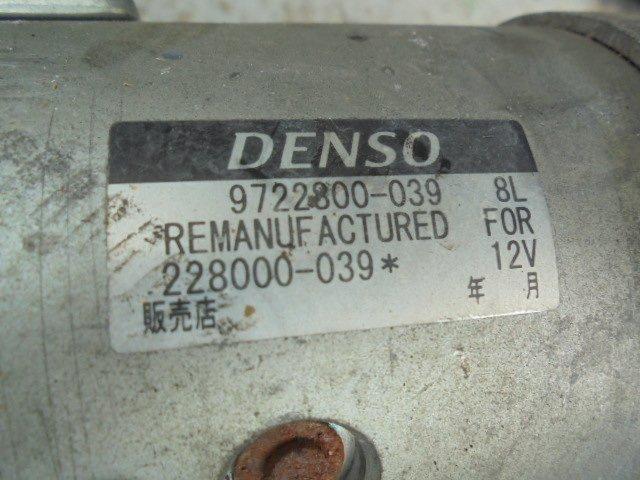 DENSO
9722800-039 8L
REMANUFACTURED FOR
228000-039* 12V
販売店 年 月